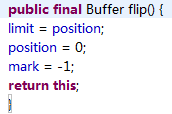 public final Buffer flip() {
limit = position;
position = 0;
mark = -1;
return this;
}